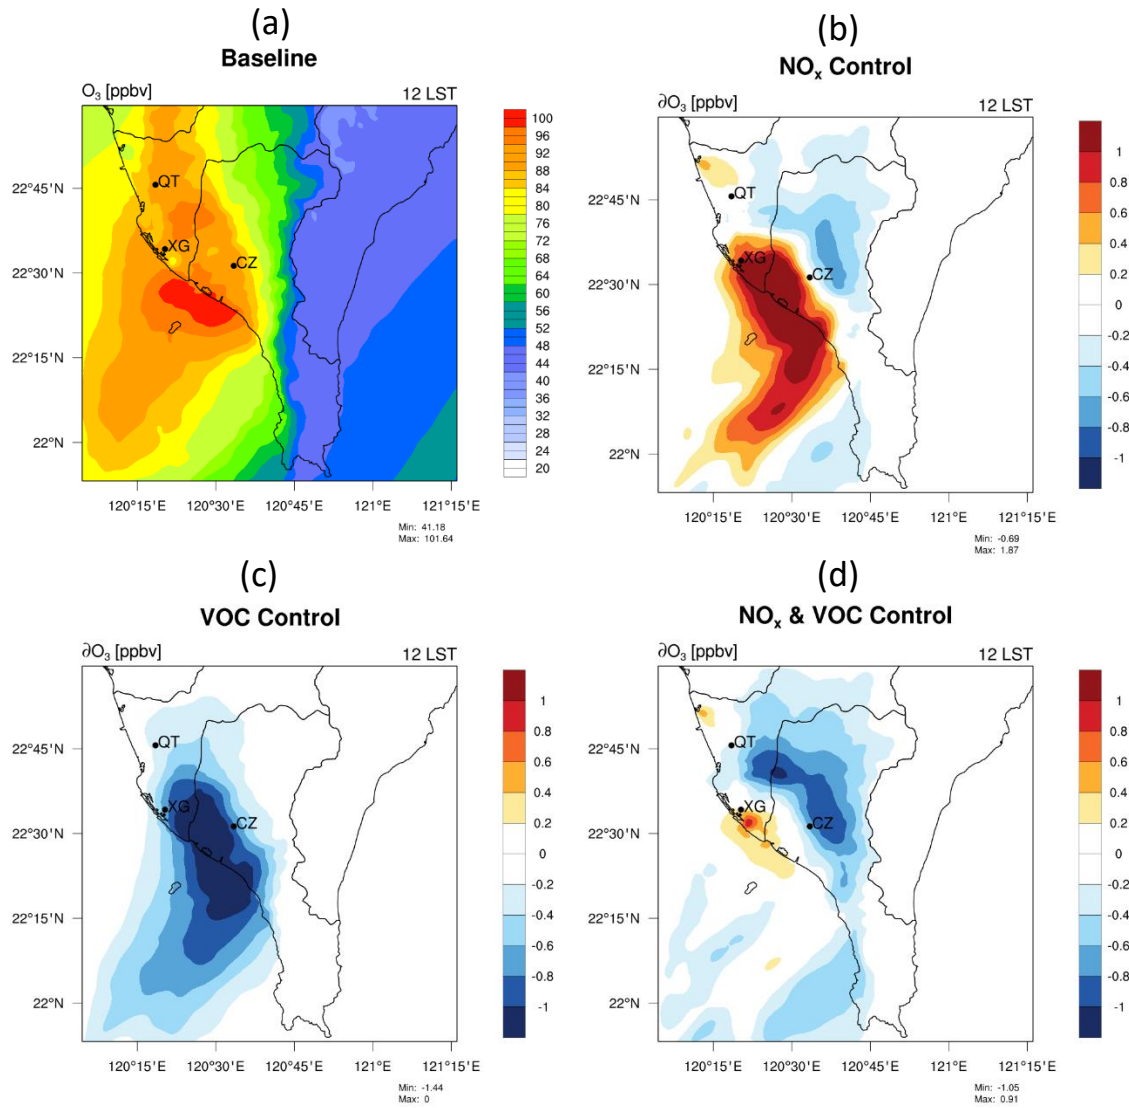 (a)
Baseline
O₃ [ppbv] 12 LST
22°45'N
22°30'N
22°15'N
22°N
QT
XG
CZ
120°15'E 120°30'E 120°45'E 121°E 121°15'E
Min: 41.18
Max: 101.64
100
96
92
88
84
80
76
72
68
64
60
56
52
48
44
40
36
32
28
24
20
(b)
NOₓ Control
∂O₃ [ppbv] 12 LST
22°45'N
22°30'N
22°15'N
22°N
QT
XG
CZ
120°15'E 120°30'E 120°45'E 121°E 121°15'E
Min: -0.69
Max: 1.87
1
0.8
0.6
0.4
0.2
0
-0.2
-0.4
-0.6
-0.8
-1
(c)
VOC Control
∂O₃ [ppbv] 12 LST
22°45'N
22°30'N
22°15'N
22°N
QT
XG
CZ
120°15'E 120°30'E 120°45'E 121°E 121°15'E
Min: -1.44
Max: 0
1
0.8
0.6
0.4
0.2
0
-0.2
-0.4
-0.6
-0.8
-1
(d)
NOₓ & VOC Control
∂O₃ [ppbv] 12 LST
22°45'N
22°30'N
22°15'N
22°N
QT
XG
CZ
120°15'E 120°30'E 120°45'E 121°E 121°15'E
Min: -1.05
Max: 0.91
1
0.8
0.6
0.4
0.2
0
-0.2
-0.4
-0.6
-0.8
-1